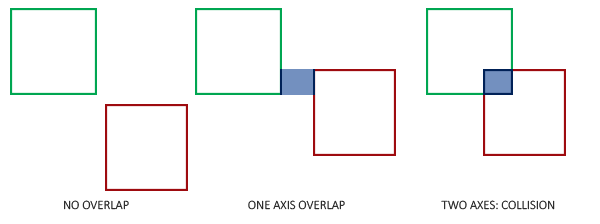 NO OVERLAP
ONE AXIS OVERLAP
TWO AXES: COLLISION